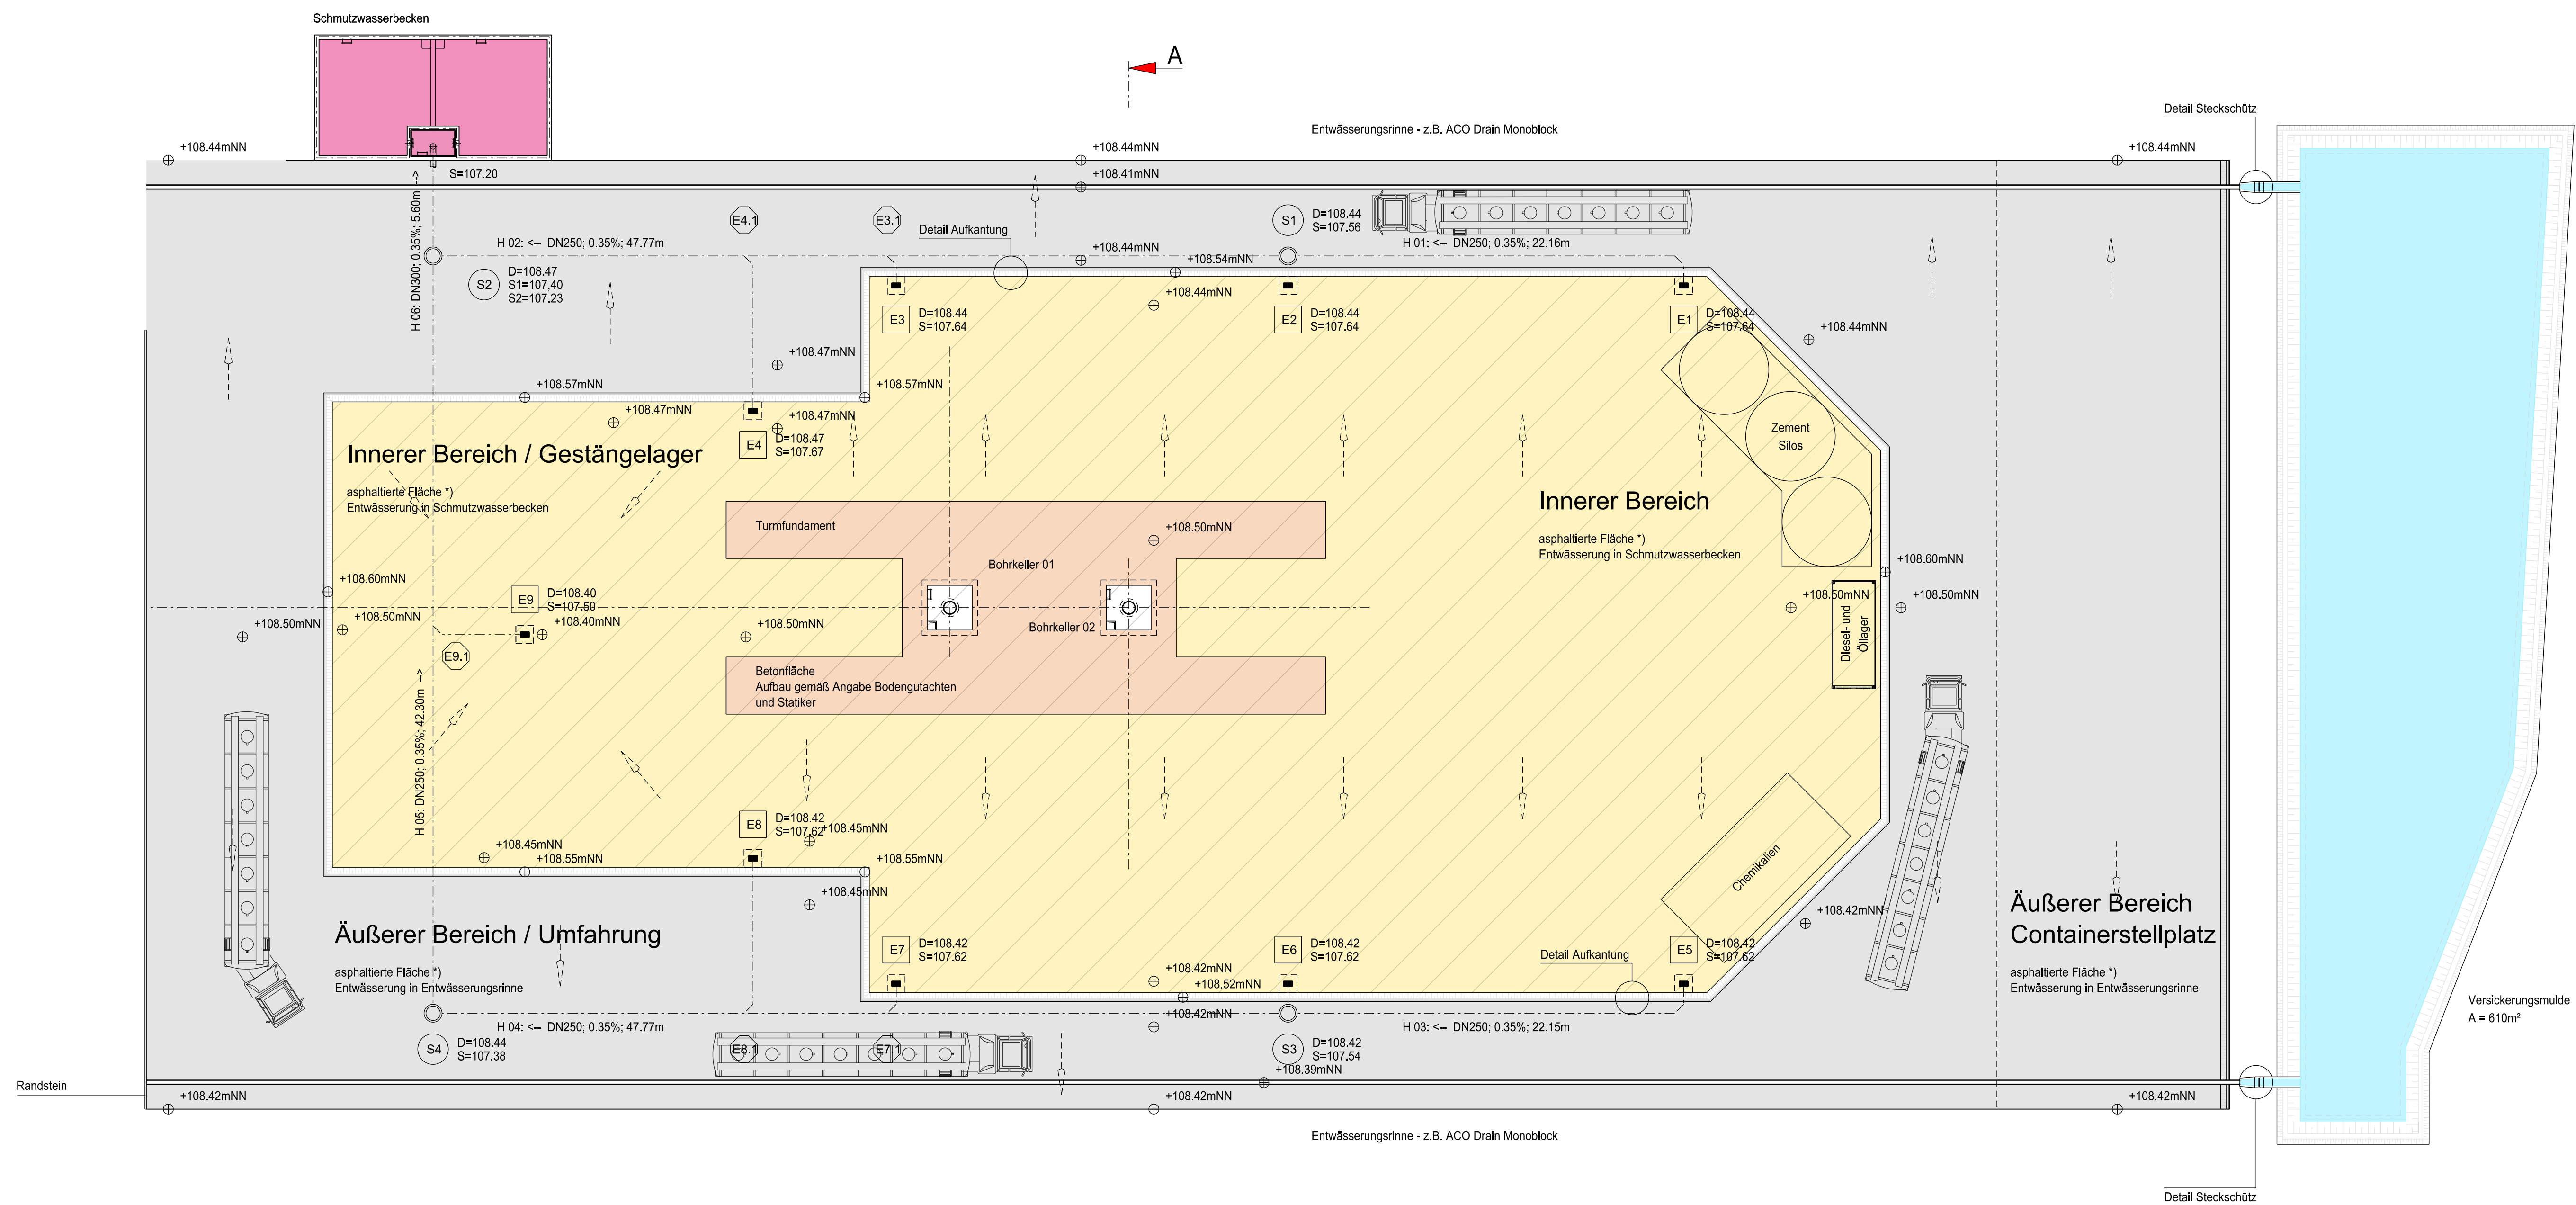 Schmutzwasserbecken
A
Detail Steckschütz
Entwässerungsrinne - z.B. ACO Drain Monoblock
+108.44mNN
+108.44mNN
+108.44mNN
S=107.20
+108.41mNN
H 06: DN300; 0.35%; 5.60m -->
E4.1
E3.1
S1
D=108.44
S=107.56
Detail Aufkantung
H 02: <-- DN250; 0.35%; 47.77m
+108.44mNN
H 01: <-- DN250; 0.35%; 22.16m
+108.54mNN
S2
D=108.47
S1=107,40
S2=107.23
+108.44mNN
E3
D=108.44
S=107.64
E2
D=108.44
S=107.64
E1
D=108.44
S=107.64
+108.44mNN
+108.47mNN
+108.57mNN
+108.57mNN
+108.47mNN
+108.47mNN
E4
D=108.47
S=107.67
Zement
Silos
Innerer Bereich / Gestängelager
asphaltierte Fläche *)
Entwässerung in Schmutzwasserbecken
Innerer Bereich
asphaltierte Fläche *)
Entwässerung in Schmutzwasserbecken
Turmfundament
+108.50mNN
Bohrkeller 01
+108.60mNN
+108.60mNN
E9
D=108.40
S=107.50
+108.50mNN
+108.50mNN
+108.40mNN
+108.50mNN
Bohrkeller 02
+108.50mNN
+108.50mNN
Diesel- und
Öllager
E9.1
Betonfläche
Aufbau gemäß Angabe Bodengutachten
und Statiker
H 05: DN250; 0.35%; 42.30m -->
E8
D=108.42
S=107.62
+108.45mNN
+108.45mNN
+108.55mNN
+108.55mNN
Chemikalien
+108.45mNN
+108.42mNN
Äußerer Bereich / Umfahrung
asphaltierte Fläche *)
Entwässerung in Entwässerungsrinne
Äußerer Bereich
Containerstellplatz
asphaltierte Fläche *)
Entwässerung in Entwässerungsrinne
E7
D=108.42
S=107.62
E6
D=108.42
S=107.62
E5
D=108.42
S=107.62
Detail Aufkantung
+108.42mNN
+108.52mNN
Versickerungsmulde
A = 610m²
+108.42mNN
H 04: <-- DN250; 0.35%; 47.77m
H 03: <-- DN250; 0.35%; 22.15m
S4
D=108.44
S=107.38
E8.1
E7.1
S3
D=108.42
S=107.54
+108.39mNN
Randstein
+108.42mNN
+108.42mNN
+108.42mNN
Entwässerungsrinne - z.B. ACO Drain Monoblock
Detail Steckschütz